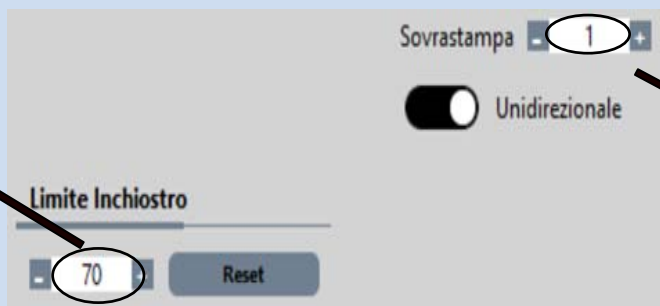 Sovrastampa - 1 +
Unidirezionale
Limite Inchiostro
- 70 + Reset